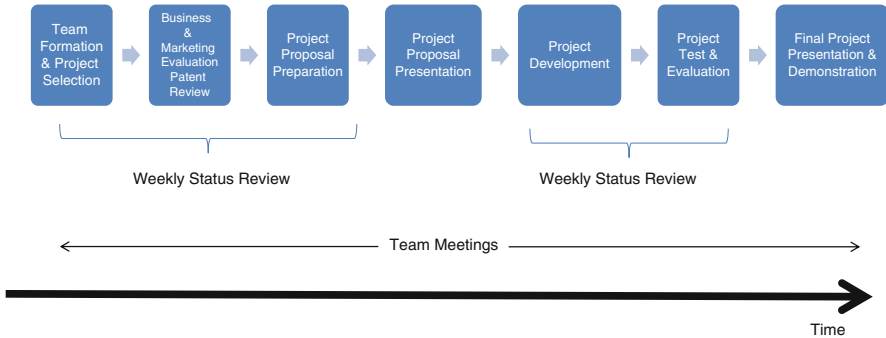 Team
Formation
& Project
Selection
Business
&
Marketing
Evaluation
Patent
Review
Project
Proposal
Preparation
Project
Proposal
Presentation
Project
Development
Project
Test &
Evaluation
Final Project
Presentation &
Demonstration
Weekly Status Review
Weekly Status Review
Team Meetings
Time